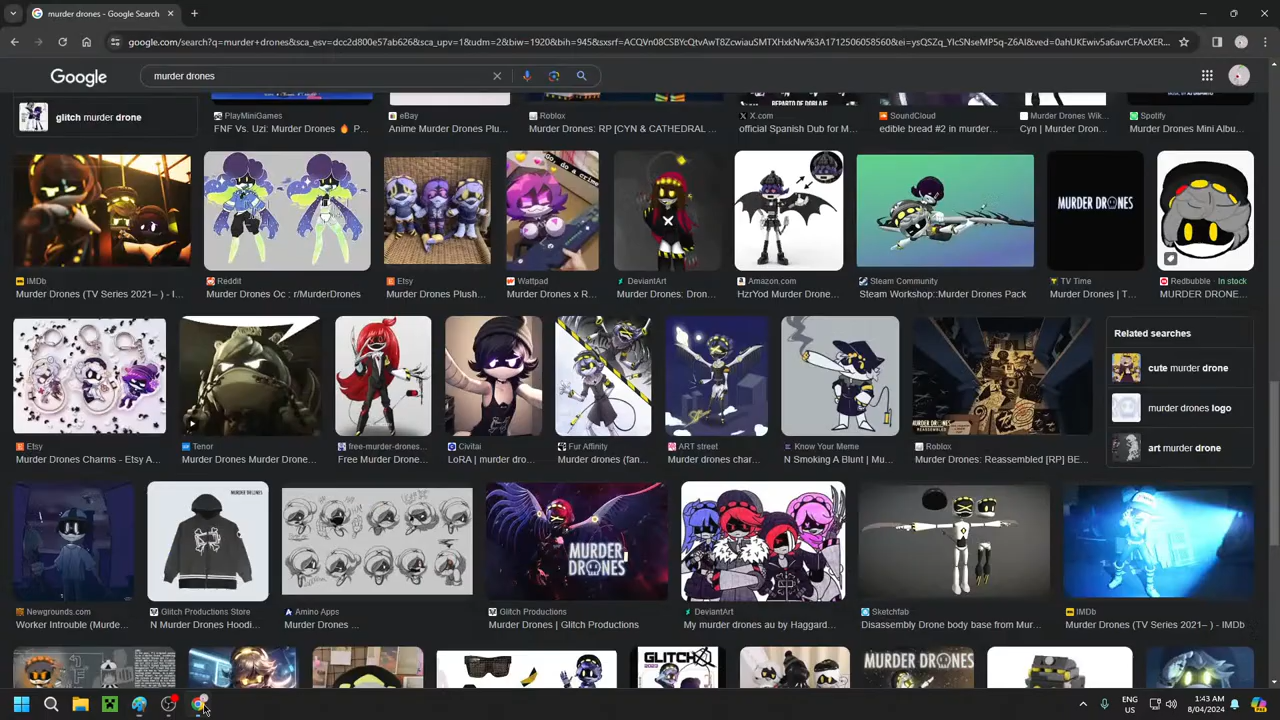 murder drones - Google Search
google.com/search?q=murder+drones&sca_esv=dcc2d800e57ab626&sca_upv=1&udm=2&biw=1920&bih=945&sxsrf=ACQVn08CSBYcQtvAwT8ZcwiauSMTXHxkNw%3A1712506058560&ei=ysQSZq_YIcSNseMP5q-Z6AI&ved=0ahUKEwiv5a6avrCFAxXER...
Google
murder drones
glitch murder drone
PlayMiniGames
FNF Vs. Uzi: Murder Drones 🔥 P...
eBay
Anime Murder Drones Plu...
Roblox
Murder Drones: RP [CYN & CATHEDRAL ...
X.com
official Spanish Dub for M...
SoundCloud
edible bread #2 in murder...
Murder Drones Wik...
Cyn | Murder Dron...
Spotify
Murder Drones Mini Albu...
Go, do a crime
MURDER DRONES
IMDb
Murder Drones (TV Series 2021– ) - I...
Reddit
Murder Drones Oc : r/MurderDrones
Etsy
Murder Drones Plush...
Wattpad
Murder Drones x R...
DeviantArt
Murder Drones: Dron...
Amazon.com
HzrYod Murder Drone...
Steam Community
Steam Workshop::Murder Drones Pack
TV Time
Murder Drones | T...
Redbubble · In stock
MURDER DRONE...
Related searches
cute murder drone
murder drones logo
art murder drone
Etsy
Murder Drones Charms - Etsy A...
Tenor
Murder Drones Murder Drone...
free-murder-drones...
Free Murder Drone...
Civitai
LoRA | murder dro...
Fur Affinity
Murder drones (fan...
ART street
Murder drones char...
Know Your Meme
N Smoking A Blunt | Mu...
Roblox
Murder Drones: Reassembled [RP] BE...
MURDER DRONES
Newgrounds.com
Worker Introuble (Murde...
Glitch Productions Store
N Murder Drones Hoodi...
Amino Apps
Murder Drones ...
Glitch Productions
Murder Drones | Glitch Productions
DeviantArt
My murder drones au by Haggard...
Sketchfab
Disassembly Drone body base from Mur...
IMDb
Murder Drones (TV Series 2021– ) - IMDb
GLITCH
MURDER DRONES
ENG
US
1:43 AM
8/04/2024